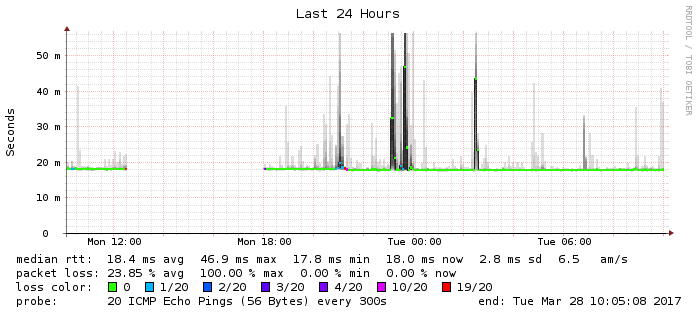 Last 24 Hours
RRDTOOL / TOBI OETIKER
Seconds
50 m
40 m
30 m
20 m
10 m
0
Mon 12:00 Mon 18:00 Tue 00:00 Tue 06:00
median rtt: 18.4 ms avg 46.9 ms max 17.8 ms min 18.0 ms now 2.8 ms sd 6.5 am/s
packet loss: 23.85 % avg 100.00 % max 0.00 % min 0.00 % now
loss color: 0 1/20 2/20 3/20 4/20 10/20 19/20
probe: 20 ICMP Echo Pings (56 Bytes) every 300s end: Tue Mar 28 10:05:08 2017